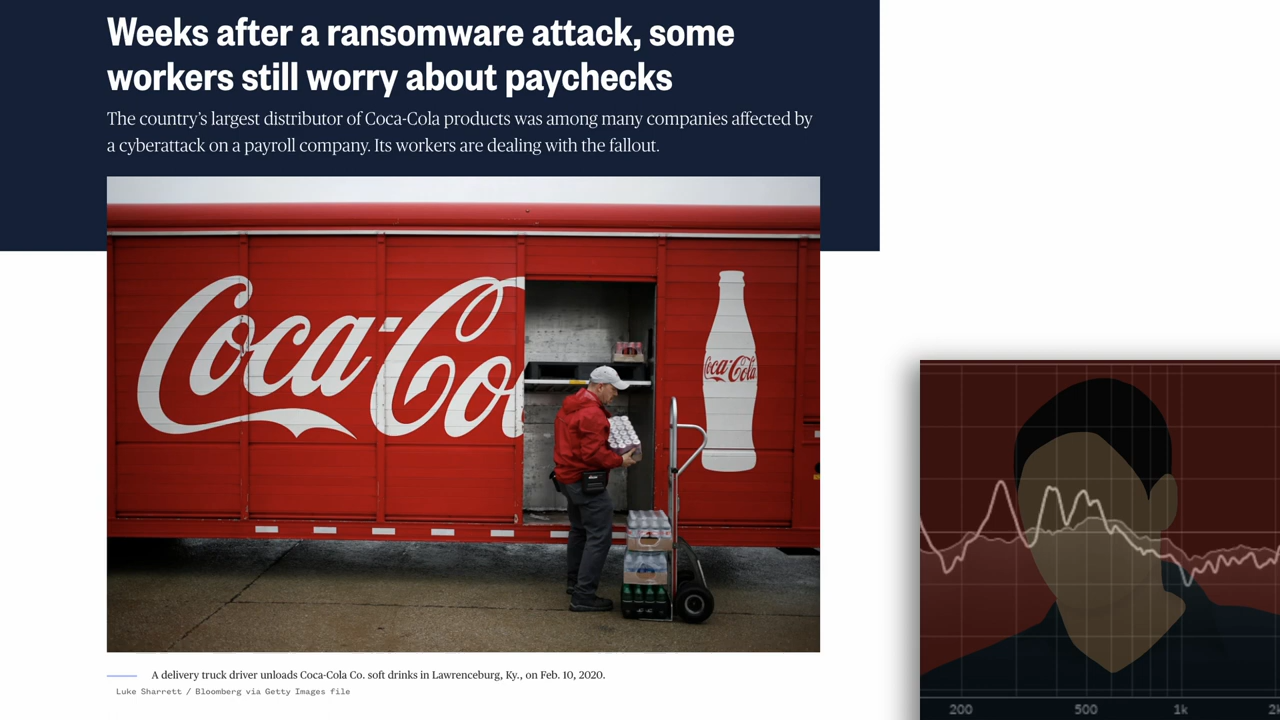 Weeks after a ransomware attack, some
workers still worry about paychecks
The country’s largest distributor of Coca-Cola products was among many companies affected by
a cyberattack on a payroll company. Its workers are dealing with the fallout.
Coca-Co
Coca-Cola
A delivery truck driver unloads Coca-Cola Co. soft drinks in Lawrenceburg, Ky., on Feb. 10, 2020.
Luke Sharrett / Bloomberg via Getty Images file
200 500 1k